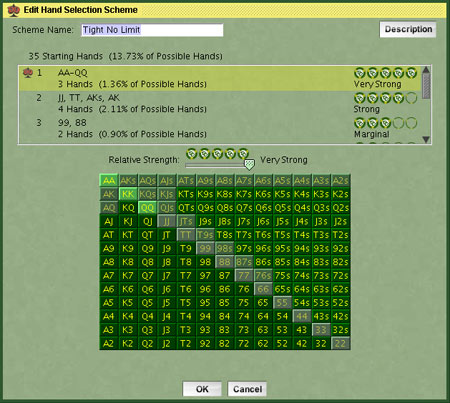 Edit Hand Selection Scheme
Scheme Name: Tight No Limit Description
35 Starting Hands (13.73% of Possible Hands)
1 AA-QQ
3 Hands (1.36% of Possible Hands) Very Strong
2 JJ, TT, AKs, AK
4 Hands (2.11% of Possible Hands) Strong
3 99, 88
2 Hands (0.90% of Possible Hands) Marginal
Relative Strength: Very Strong
AA AKs AQs AJs ATs A9s A8s A7s A6s A5s A4s A3s A2s
AK KK KQs KJs KTs K9s K8s K7s K6s K5s K4s K3s K2s
AQ KQ QQ QJs QTs Q9s Q8s Q7s Q6s Q5s Q4s Q3s Q2s
AJ KJ QJ JJ JTs J9s J8s J7s J6s J5s J4s J3s J2s
AT KT QT JT TT T9s T8s T7s T6s T5s T4s T3s T2s
A9 K9 Q9 J9 T9 99 98s 97s 96s 95s 94s 93s 92s
A8 K8 Q8 J8 T8 98 88 87s 86s 85s 84s 83s 82s
A7 K7 Q7 J7 T7 97 87 77 76s 75s 74s 73s 72s
A6 K6 Q6 J6 T6 96 86 76 66 65s 64s 63s 62s
A5 K5 Q5 J5 T5 95 85 75 65 55 54s 53s 52s
A4 K4 Q4 J4 T4 94 84 74 64 54 44 43s 42s
A3 K3 Q3 J3 T3 93 83 73 63 53 43 33 32s
A2 K2 Q2 J2 T2 92 82 72 62 52 42 32 22
OK Cancel